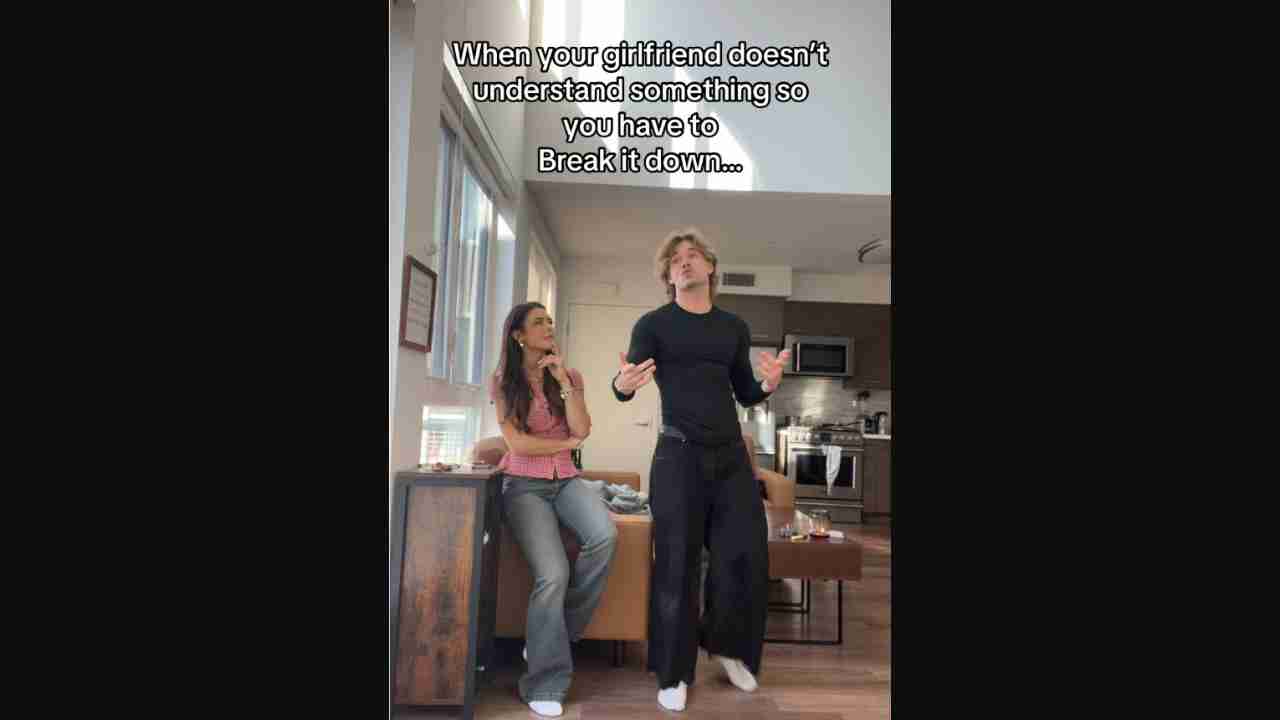 When your girlfriend doesn’t
understand something so
you have to
Break it down...